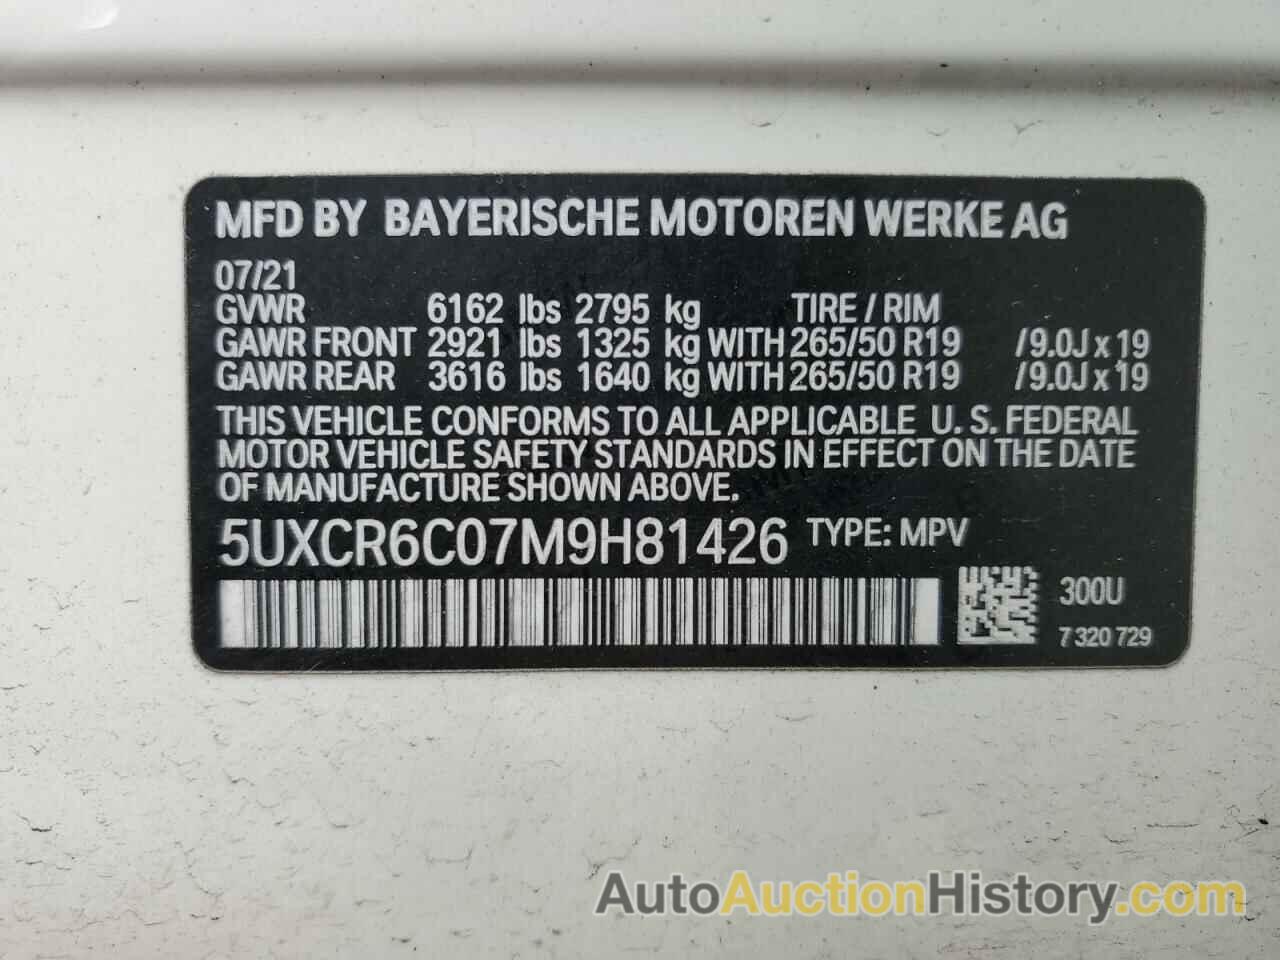 MFD BY BAYERISCHE MOTOREN WERKE AG
07/21
GVWR 6162 lbs 2795 kg TIRE / RIM
GAWR FRONT 2921 lbs 1325 kg WITH 265/50 R19 /9.0J x 19
GAWR REAR 3616 lbs 1640 kg WITH 265/50 R19 /9.0J x 19
THIS VEHICLE CONFORMS TO ALL APPLICABLE U. S. FEDERAL
MOTOR VEHICLE SAFETY STANDARDS IN EFFECT ON THE DATE
OF MANUFACTURE SHOWN ABOVE.
5UXCR6C07M9H81426 TYPE: MPV
300U
7 320 729
AutoAuctionHistory.com